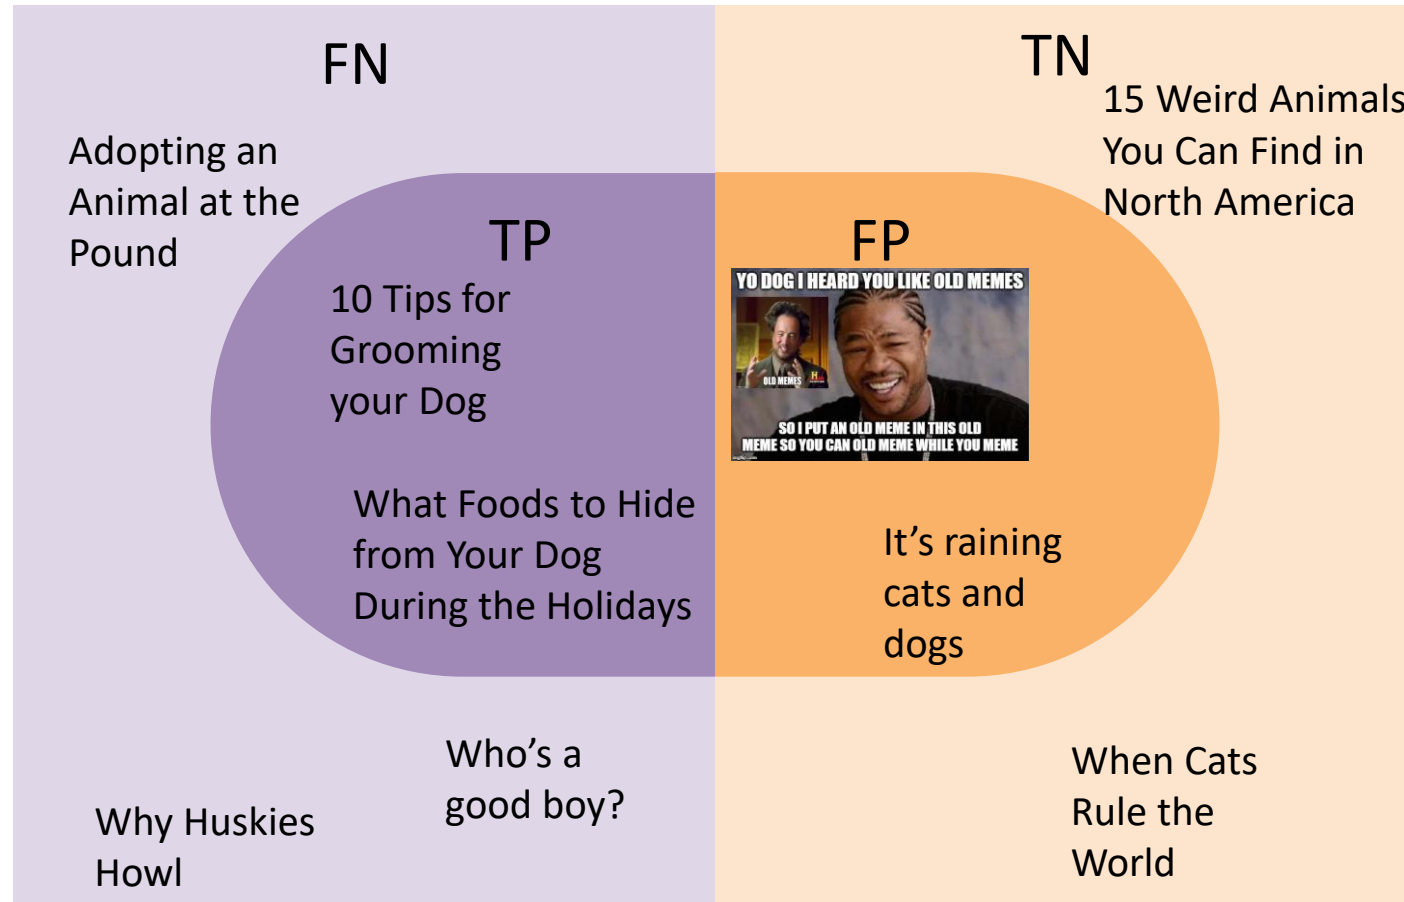 FN
TN
Adopting an
Animal at the
Pound
15 Weird Animals
You Can Find in
North America
TP
FP
10 Tips for
Grooming
your Dog
YO DOG I HEARD YOU LIKE OLD MEMES
OLD MEMES
H
SO I PUT AN OLD MEME IN THIS OLD
MEME SO YOU CAN OLD MEME WHILE YOU MEME
What Foods to Hide
from Your Dog
During the Holidays
It’s raining
cats and
dogs
Who’s a
good boy?
Why Huskies
Howl
When Cats
Rule the
World